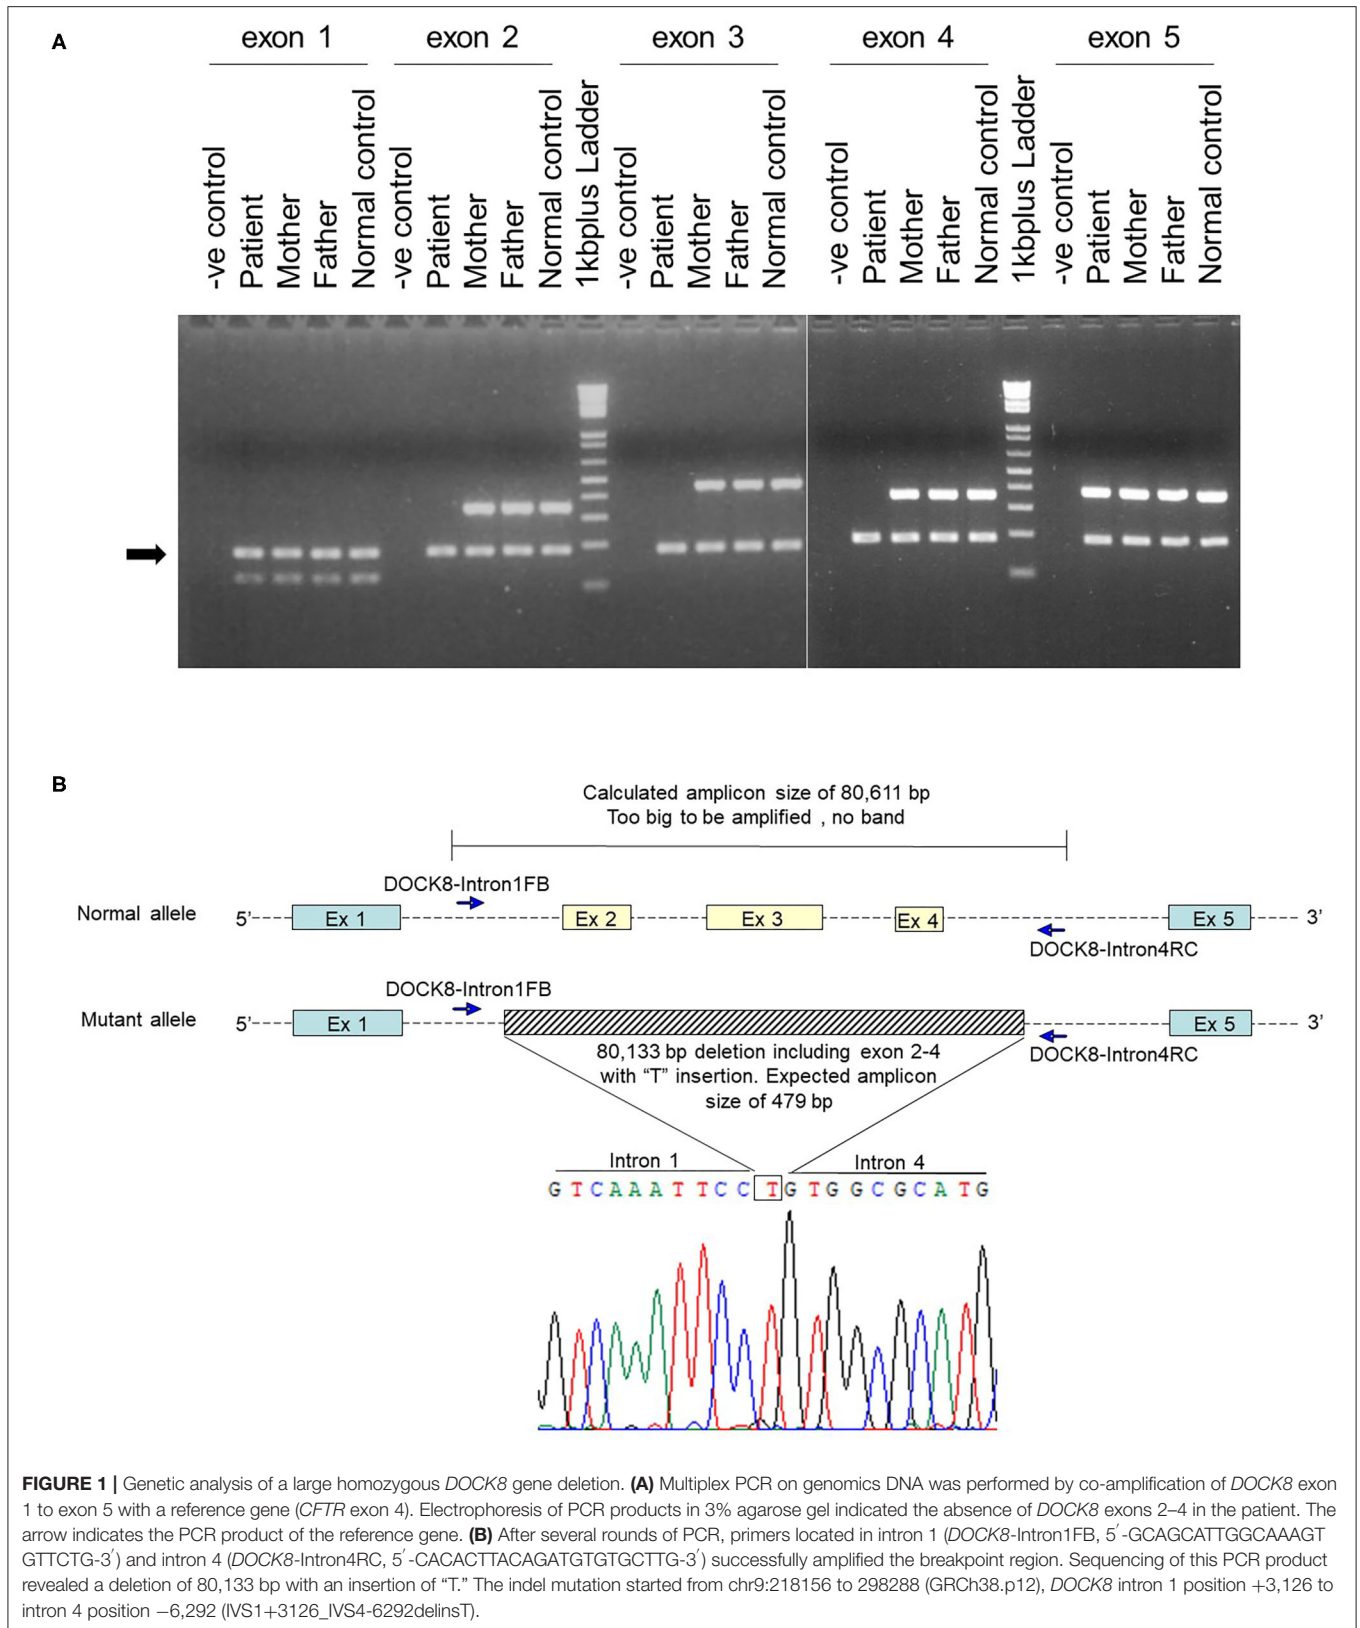 A
exon 1 exon 2 exon 3 exon 4 exon 5
-ve control Patient Mother Father Normal control -ve control Patient Mother Father Normal control 1kbplus Ladder -ve control Patient Mother Father Normal control -ve control Patient Mother Father Normal control 1kbplus Ladder -ve control Patient Mother Father Normal control
B
Calculated amplicon size of 80,611 bp
Too big to be amplified , no band
DOCK8-Intron1FB
Normal allele 5’ Ex 1 Ex 2 Ex 3 Ex 4 Ex 5 3’
DOCK8-Intron4RC
DOCK8-Intron1FB
Mutant allele 5’ Ex 1 Ex 5 3’
DOCK8-Intron4RC
80,133 bp deletion including exon 2-4
with “T” insertion. Expected amplicon
size of 479 bp
Intron 1 Intron 4
G T C A A A T T C C T G T G G C G C A T G
FIGURE 1 | Genetic analysis of a large homozygous DOCK8 gene deletion. (A) Multiplex PCR on genomics DNA was performed by co-amplification of DOCK8 exon
1 to exon 5 with a reference gene (CFTR exon 4). Electrophoresis of PCR products in 3% agarose gel indicated the absence of DOCK8 exons 2–4 in the patient. The
arrow indicates the PCR product of the reference gene. (B) After several rounds of PCR, primers located in intron 1 (DOCK8-Intron1FB, 5′-GCAGCATTGGCAAAGT
GTTCTG-3′) and intron 4 (DOCK8-Intron4RC, 5′-CACACTTACAGATGTGTGCTTG-3′) successfully amplified the breakpoint region. Sequencing of this PCR product
revealed a deletion of 80,133 bp with an insertion of “T.” The indel mutation started from chr9:218156 to 298288 (GRCh38.p12), DOCK8 intron 1 position +3,126 to
intron 4 position −6,292 (IVS1+3126_IVS4-6292delinsT).